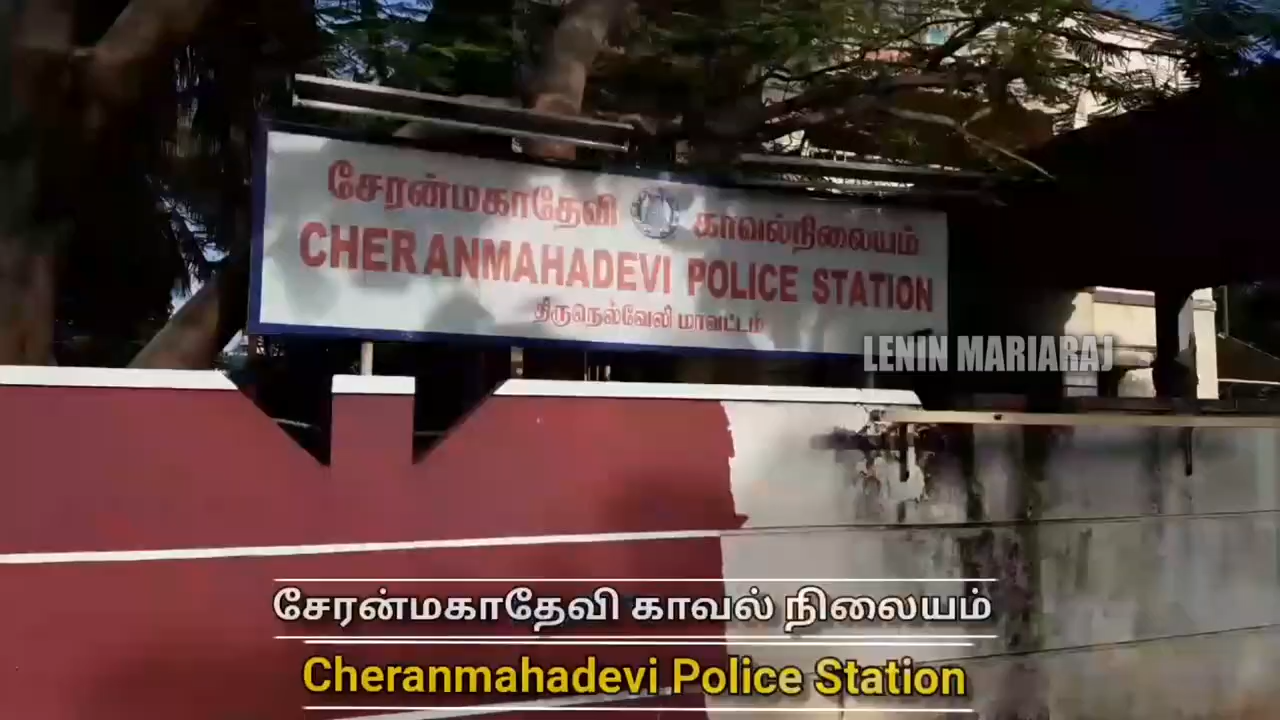 சேரன்மகாதேவி காவல்நிலையம்
CHERANMAHADEVI POLICE STATION
திருநெல்வேலி மாவட்டம்
LENIN MARIARAJ
சேரன்மகாதேவி காவல் நிலையம்
Cheranmahadevi Police Station